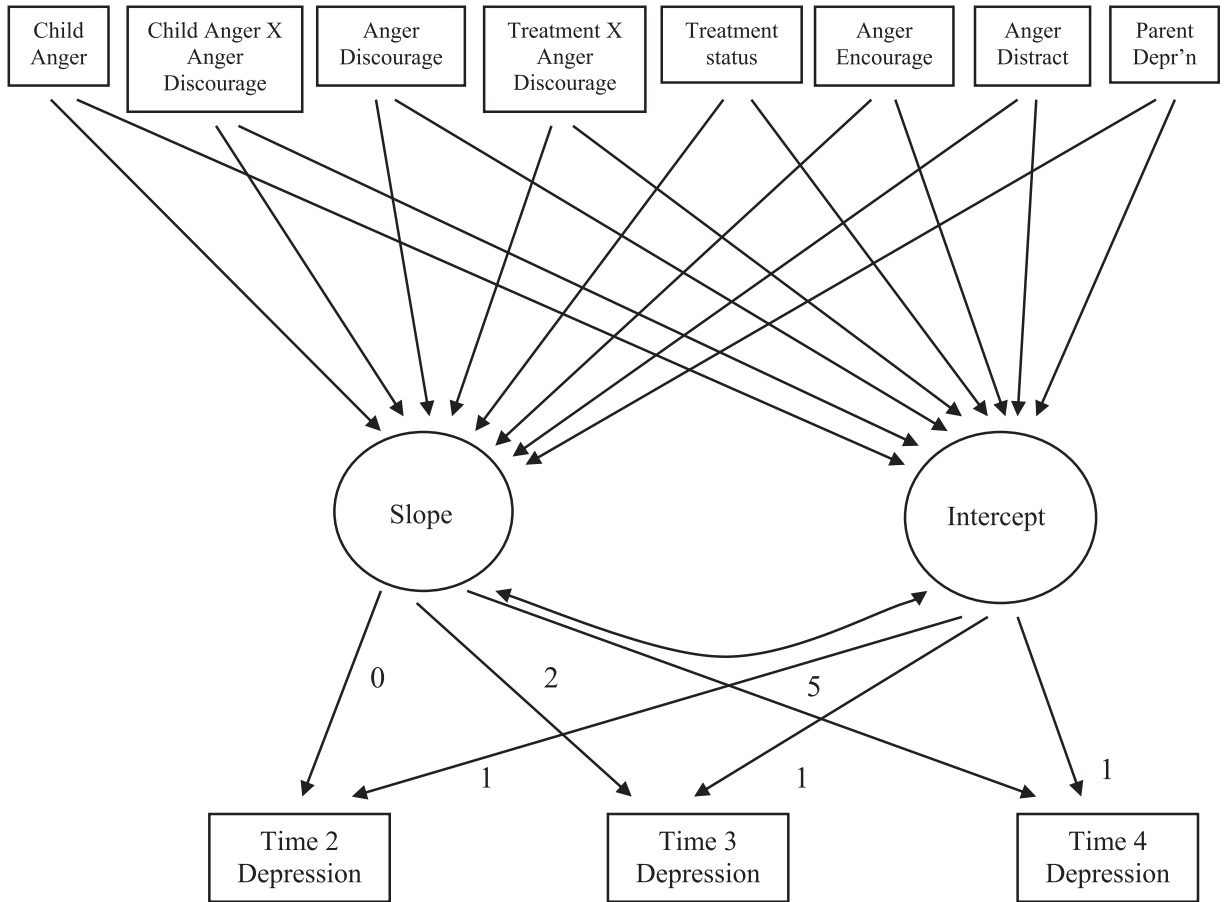 Child
Anger
Child Anger X
Anger
Discourage
Anger
Discourage
Treatment X
Anger
Discourage
Treatment
status
Anger
Encourage
Anger
Distract
Parent
Depr'n
Slope
Intercept
0
2
5
1
1
1
Time 2
Depression
Time 3
Depression
Time 4
Depression